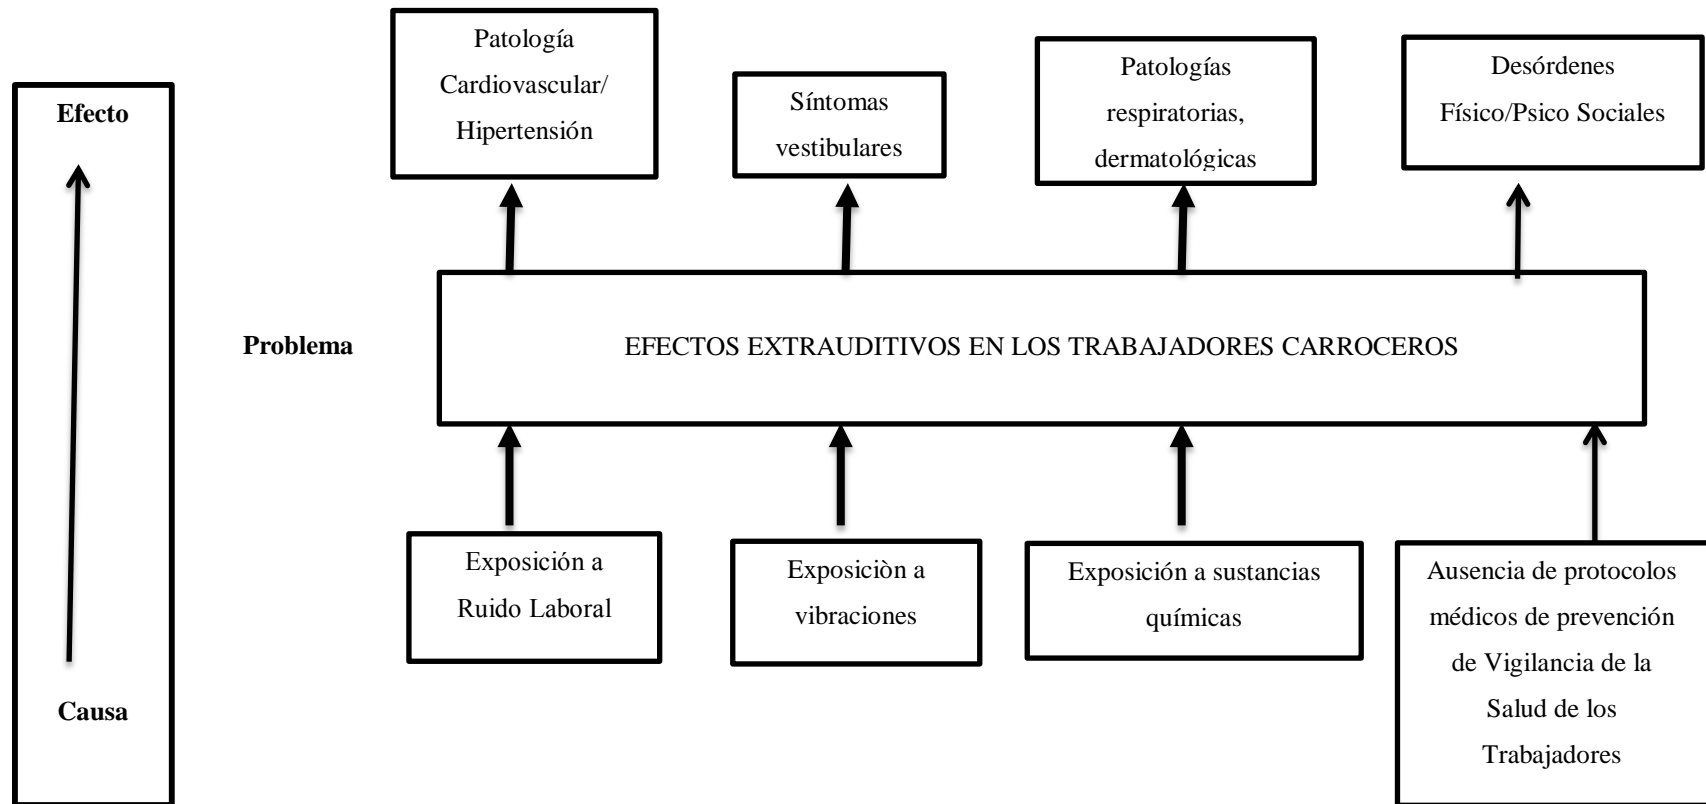 Efecto
Causa
Patología
Cardiovascular/
Hipertensión
Síntomas
vestibulares
Patologías
respiratorias,
dermatológicas
Desórdenes
Físico/Psico Sociales
Problema
EFECTOS EXTRAUDITIVOS EN LOS TRABAJADORES CARROCEROS
Exposición a
Ruido Laboral
Exposiciòn a
vibraciones
Exposición a sustancias
químicas
Ausencia de protocolos
médicos de prevención
de Vigilancia de la
Salud de los
Trabajadores